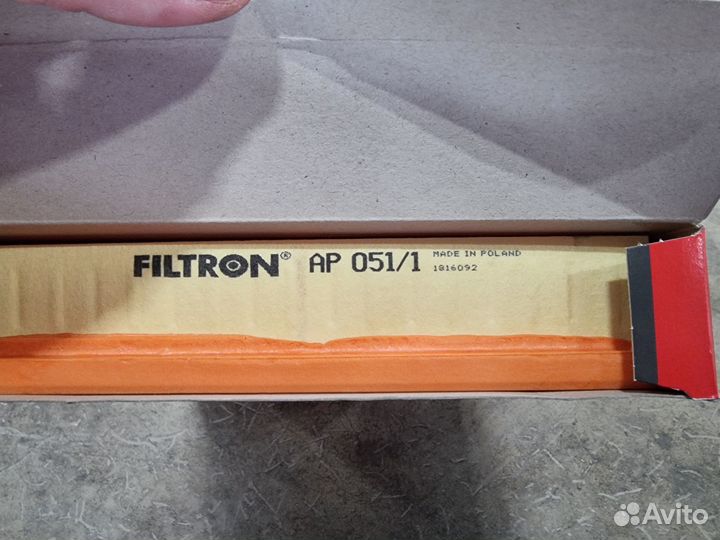 FILTRON® AP 051/1 MADE IN POLAND
1816092
Avito